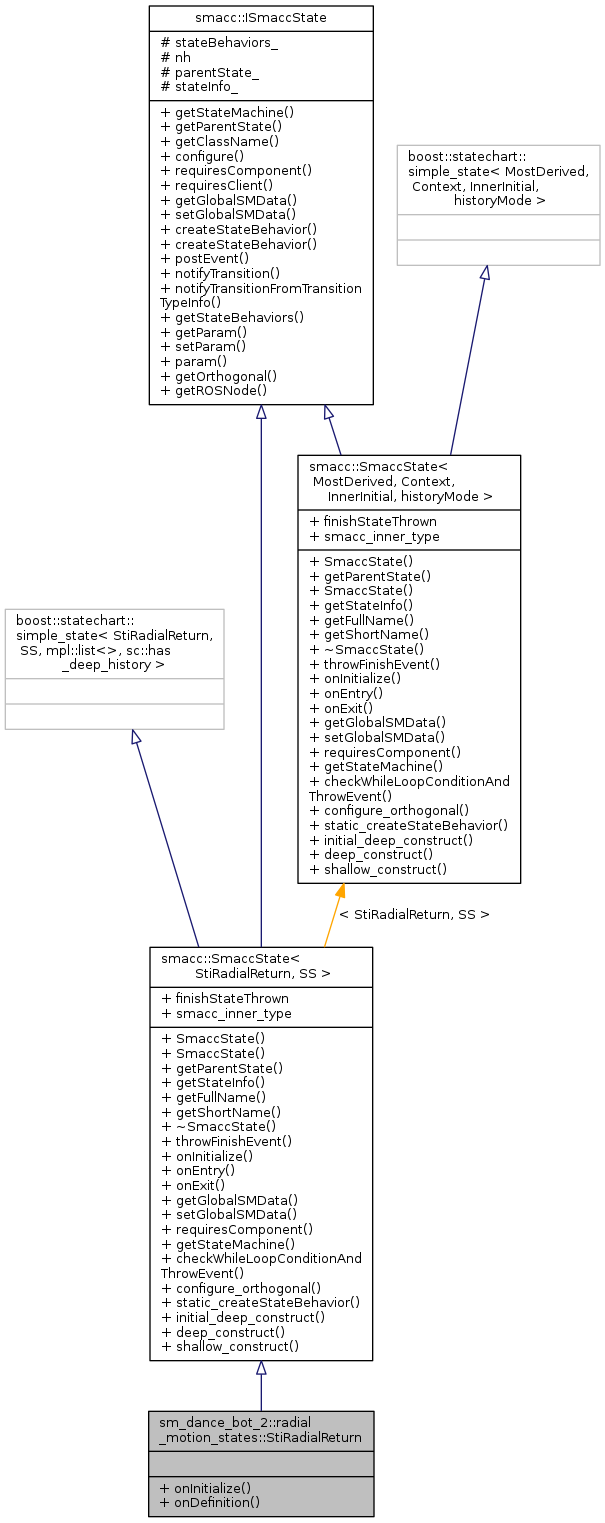 smacc::ISmaccState
# stateBehaviors_
# nh
# parentState_
# stateInfo_
+ getStateMachine()
+ getParentState()
+ getClassName()
+ configure()
+ requiresComponent()
+ requiresClient()
+ getGlobalSMData()
+ setGlobalSMData()
+ createStateBehavior()
+ createStateBehavior()
+ postEvent()
+ notifyTransition()
+ notifyTransitionFromTransition
TypeInfo()
+ getStateBehaviors()
+ getParam()
+ setParam()
+ param()
+ getOrthogonal()
+ getROSNode()
boost::statechart::
simple_state< MostDerived,
Context, InnerInitial,
historyMode >
smacc::SmaccState<
MostDerived, Context,
InnerInitial, historyMode >
+ finishStateThrown
+ smacc_inner_type
+ SmaccState()
+ getParentState()
+ SmaccState()
+ getStateInfo()
+ getFullName()
+ getShortName()
+ ~SmaccState()
+ throwFinishEvent()
+ onInitialize()
+ onEntry()
+ onExit()
+ getGlobalSMData()
+ setGlobalSMData()
+ requiresComponent()
+ getStateMachine()
+ checkWhileLoopConditionAnd
ThrowEvent()
+ configure_orthogonal()
+ static_createStateBehavior()
+ initial_deep_construct()
+ deep_construct()
+ shallow_construct()
boost::statechart::
simple_state< StiRadialReturn,
SS, mpl::list<>, sc::has
_deep_history >
< StiRadialReturn, SS >
smacc::SmaccState<
StiRadialReturn, SS >
+ finishStateThrown
+ smacc_inner_type
+ SmaccState()
+ SmaccState()
+ getParentState()
+ getStateInfo()
+ getFullName()
+ getShortName()
+ ~SmaccState()
+ throwFinishEvent()
+ onInitialize()
+ onEntry()
+ onExit()
+ getGlobalSMData()
+ setGlobalSMData()
+ requiresComponent()
+ getStateMachine()
+ checkWhileLoopConditionAnd
ThrowEvent()
+ configure_orthogonal()
+ static_createStateBehavior()
+ initial_deep_construct()
+ deep_construct()
+ shallow_construct()
sm_dance_bot_2::radial
_motion_states::StiRadialReturn
+ onInitialize()
+ onDefinition()